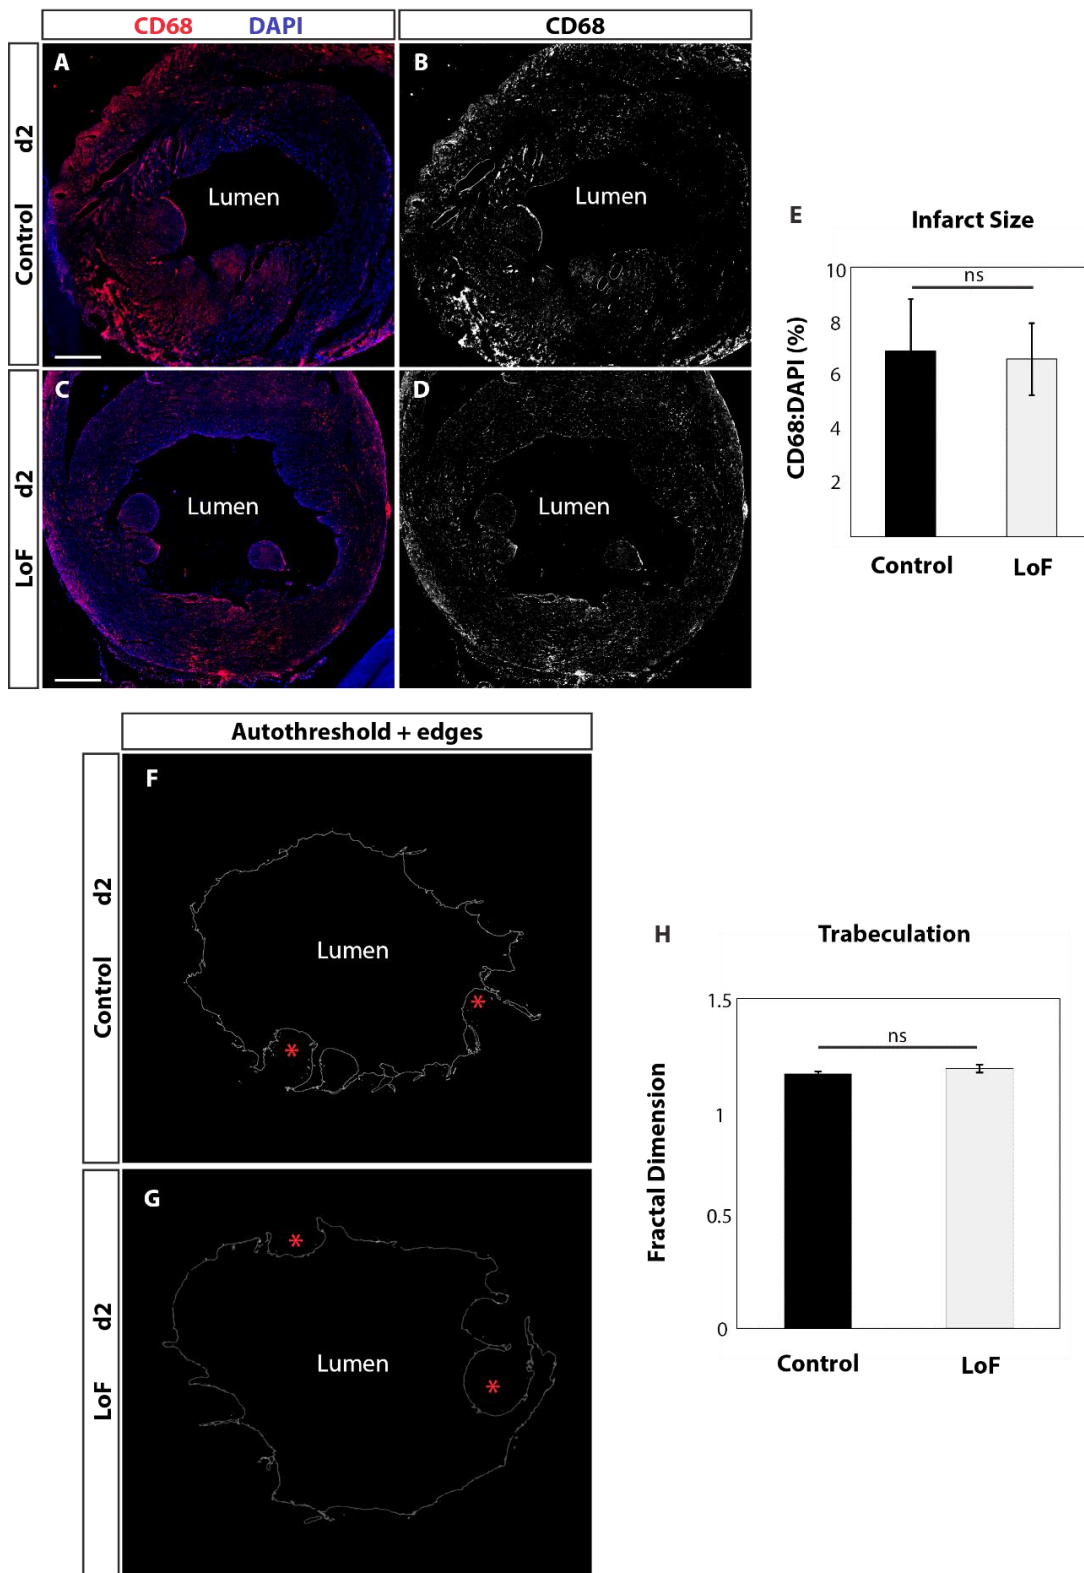 CD68 DAPI
CD68
Control d2
A
Lumen
B
LoF d2
C
Lumen
D
E
Infarct Size
CD68:DAPI (%)
10
8
6
4
2
ns
Control LoF
Autothreshold + edges
Control d2
F
Lumen
*
*
LoF d2
G
*
Lumen
*
H
Trabeculation
Fractal Dimension
1.5
1
0.5
0
ns
Control LoF